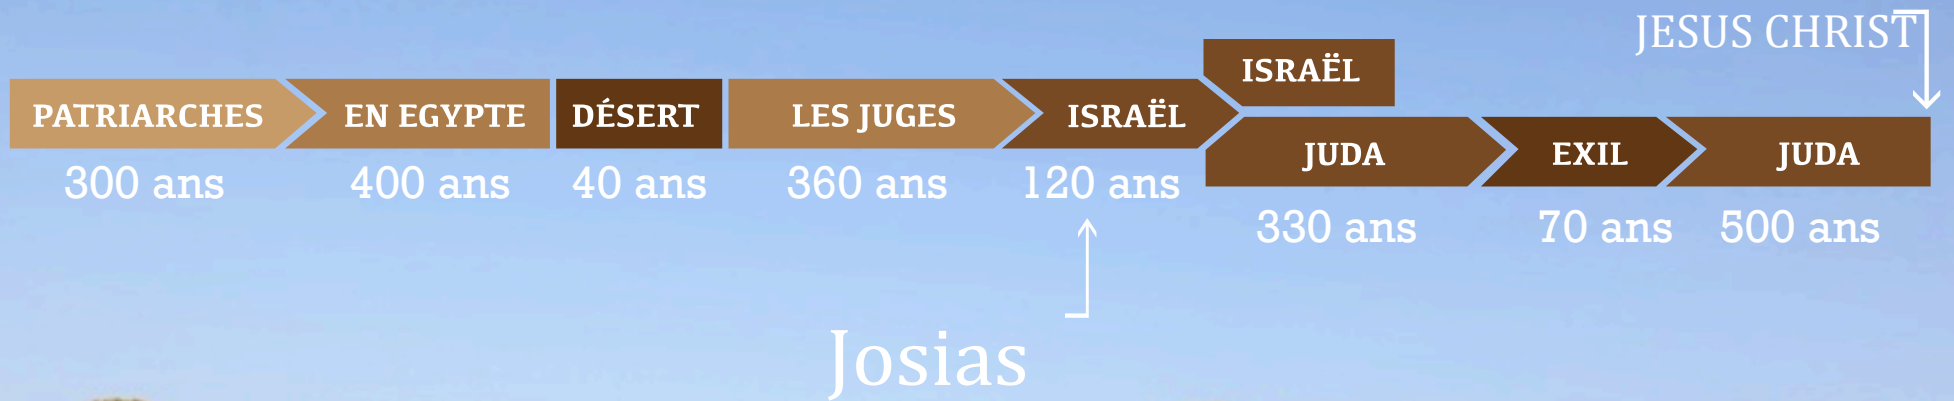 JESUS CHRIST
ISRAËL
PATRIARCHES EN EGYPTE DÉSERT LES JUGES ISRAËL
JUDA EXIL JUDA
300 ans 400 ans 40 ans 360 ans 120 ans
330 ans 70 ans 500 ans
Josias